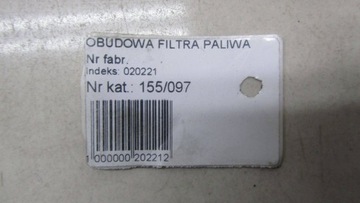 OBUDOWA FILTRA PALIWA
Nr fabr.
Indeks: 020221
Nr kat.: 155/097
1 000000 202212